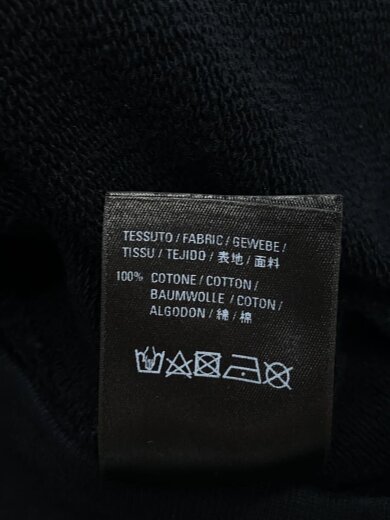 TESSUTO / FABRIC / GEWEBE /
TISSU / TEJIDO / 表地 / 面料
100% COTONE / COTTON /
BAUMWOLLE / COTON /
ALGODON / 綿 / 棉